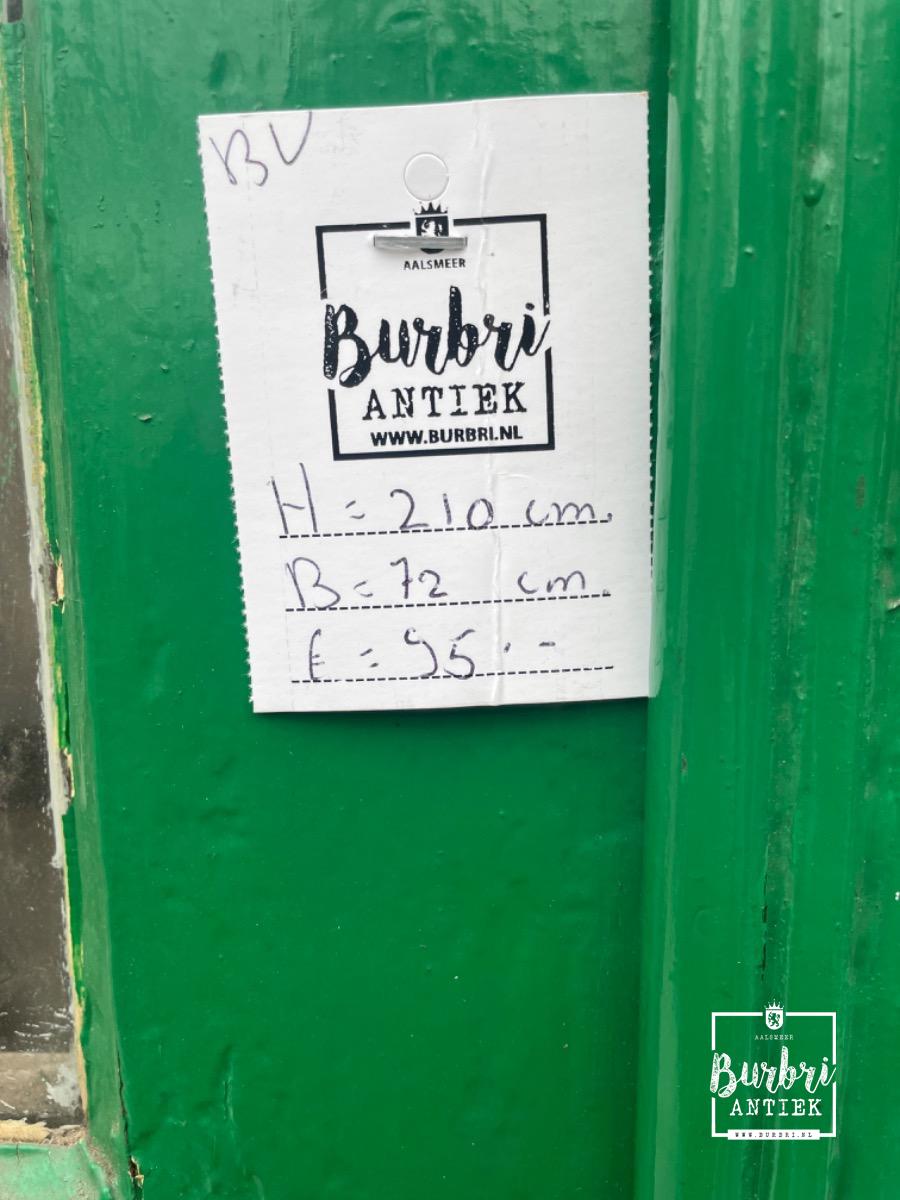 BV
AALSMEER
Burbri
ANTIEK
WWW.BURBRI.NL
H = 210 cm.
B = 72 cm.
€ = 95.-
AALSMEER
Burbri
ANTIEK
WWW.BURBRI.NL